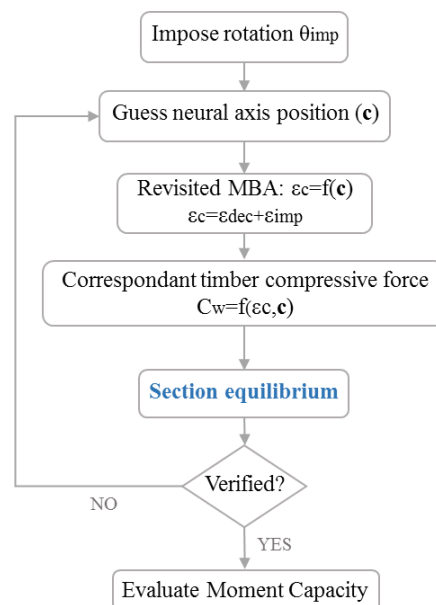 Impose rotation θimp
Guess neural axis position (c)
Revisited MBA: εc=f(c)
εc=εdec+εimp
Correspondant timber compressive force
Cw=f(εc,c)
Section equilibrium
Verified?
NO
YES
Evaluate Moment Capacity